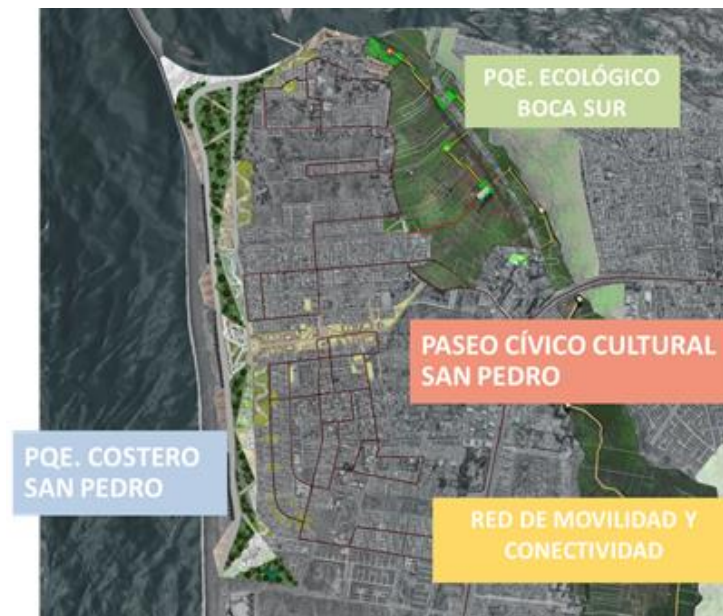 PQE. ECOLÓGICO
BOCA SUR
PASEO CÍVICO CULTURAL
SAN PEDRO
PQE. COSTERO
SAN PEDRO
RED DE MOVILIDAD Y
CONECTIVIDAD